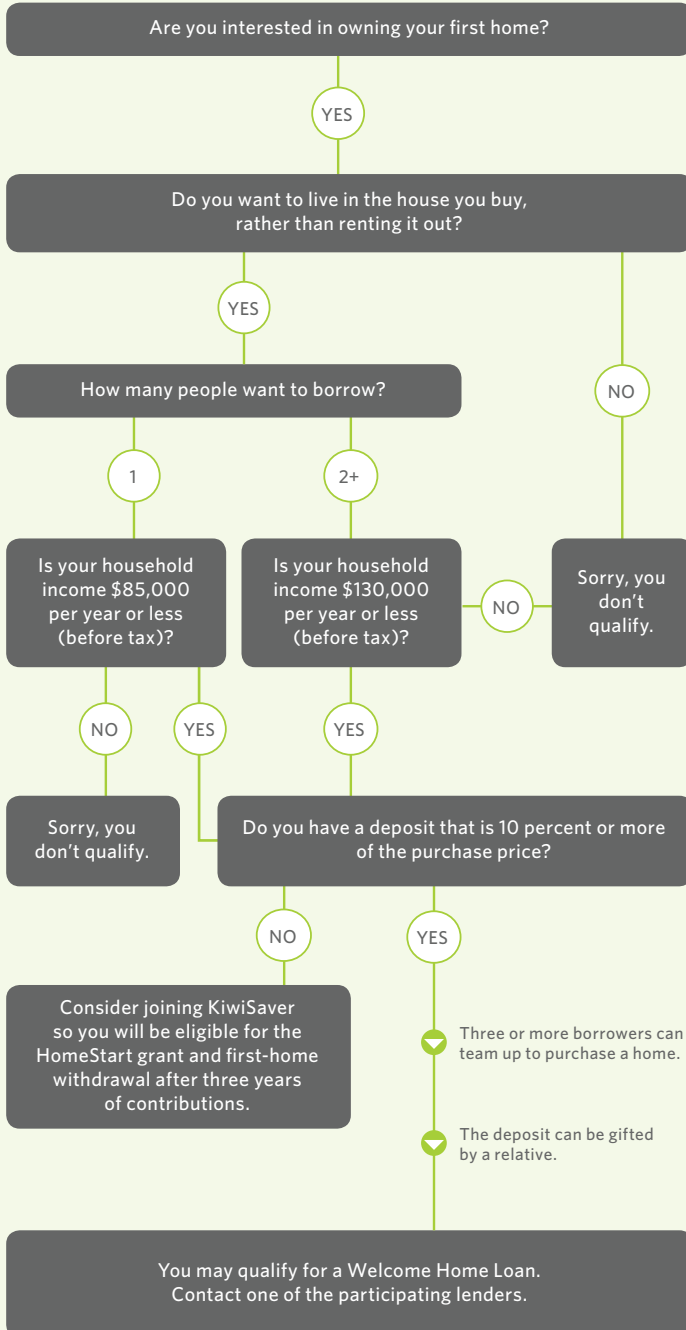 Are you interested in owning your first home?
YES
Do you want to live in the house you buy,
rather than renting it out?
YES
NO
How many people want to borrow?
1
2+
Is your household
income $85,000
per year or less
(before tax)?
Is your household
income $130,000
per year or less
(before tax)?
NO
Sorry, you
don't
qualify.
NO
YES
YES
Sorry, you
don't qualify.
Do you have a deposit that is 10 percent or more
of the purchase price?
NO
YES
Consider joining KiwiSaver
so you will be eligible for the
HomeStart grant and first-home
withdrawal after three years
of contributions.
Three or more borrowers can
team up to purchase a home.
The deposit can be gifted
by a relative.
You may qualify for a Welcome Home Loan.
Contact one of the participating lenders.